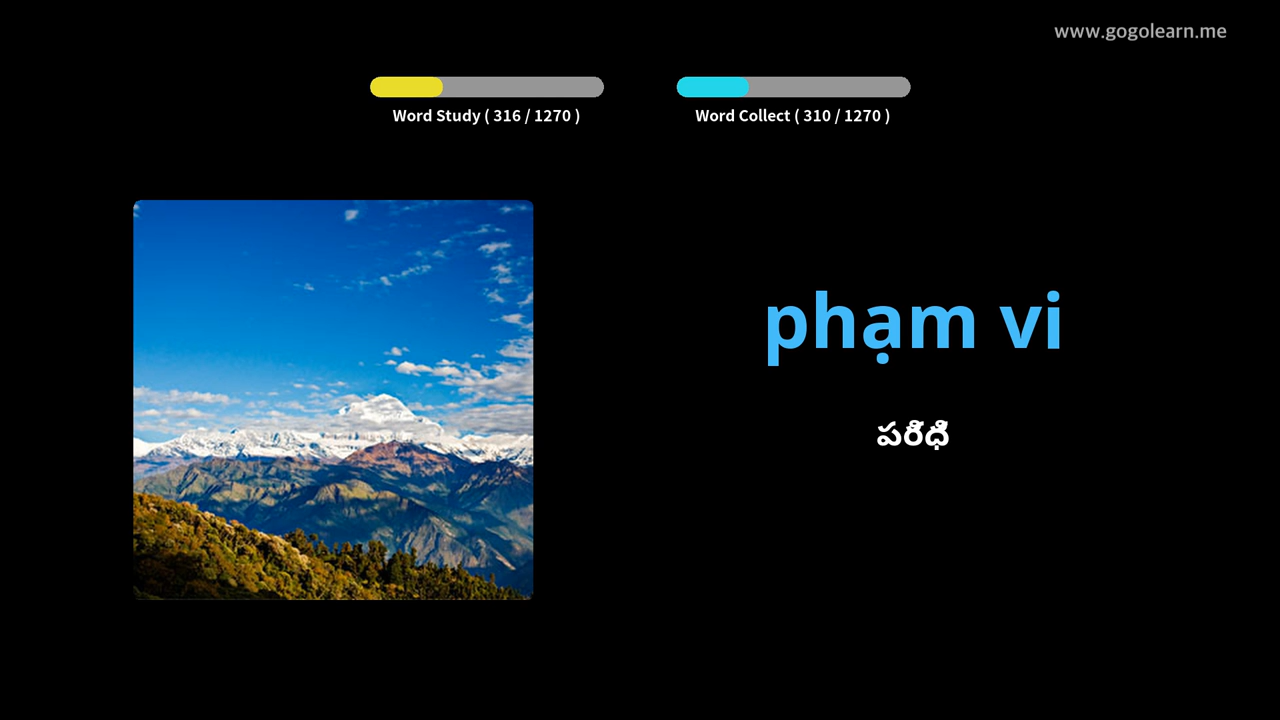 www.gogolearn.me
Word Study ( 316 / 1270 )
Word Collect ( 310 / 1270 )
phạm vi
పరిధి